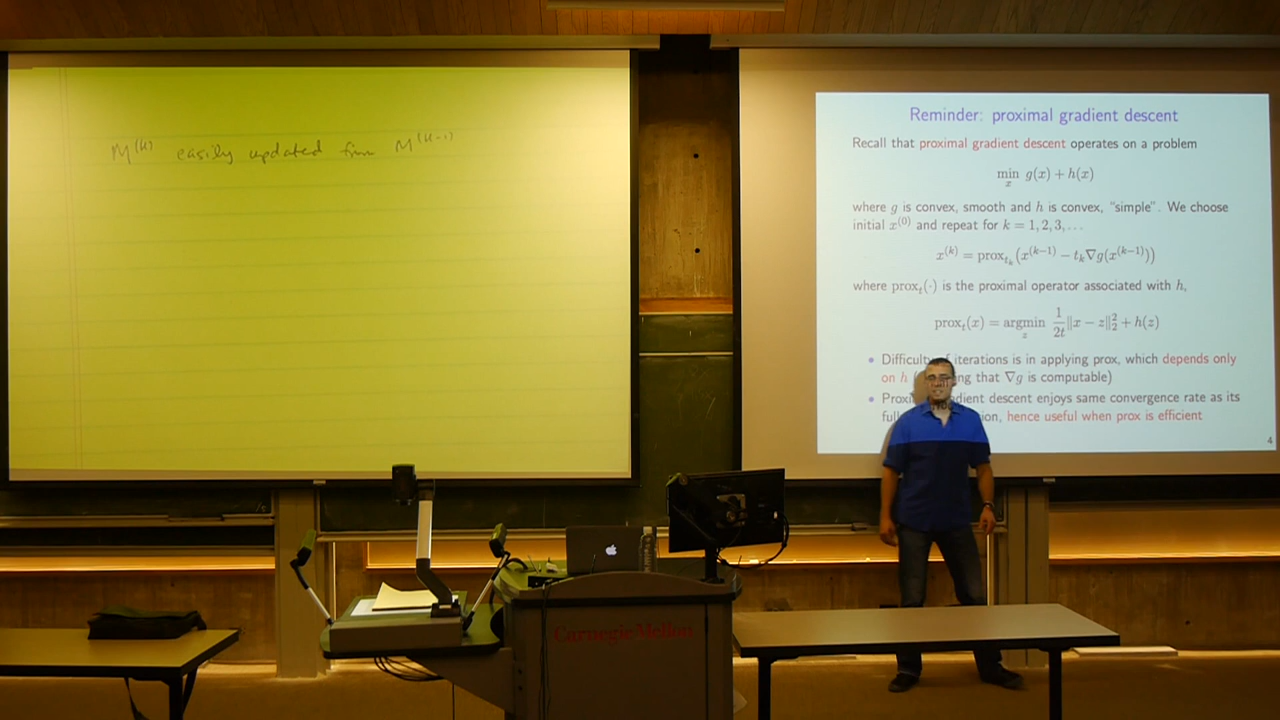 M^(k) easily updated from M^(k-1)
Reminder: proximal gradient descent
Recall that proximal gradient descent operates on a problem
min_x g(x) + h(x)
where g is convex, smooth and h is convex, "simple". We choose
initial x^(0) and repeat for k = 1, 2, 3, . . .
x^(k) = prox_{t_k}(x^(k−1) − t_k∇g(x^(k−1)))
where prox_t(·) is the proximal operator associated with h,
prox_t(x) = argmin_z 1/2t ‖x − z‖_2^2 + h(z)
• Difficulty of iterations is in applying prox, which depends only
on h ( that ∇g is computable)
• descent enjoys same convergence rate as its
hence useful when prox is efficient
4
Carnegie Mellon